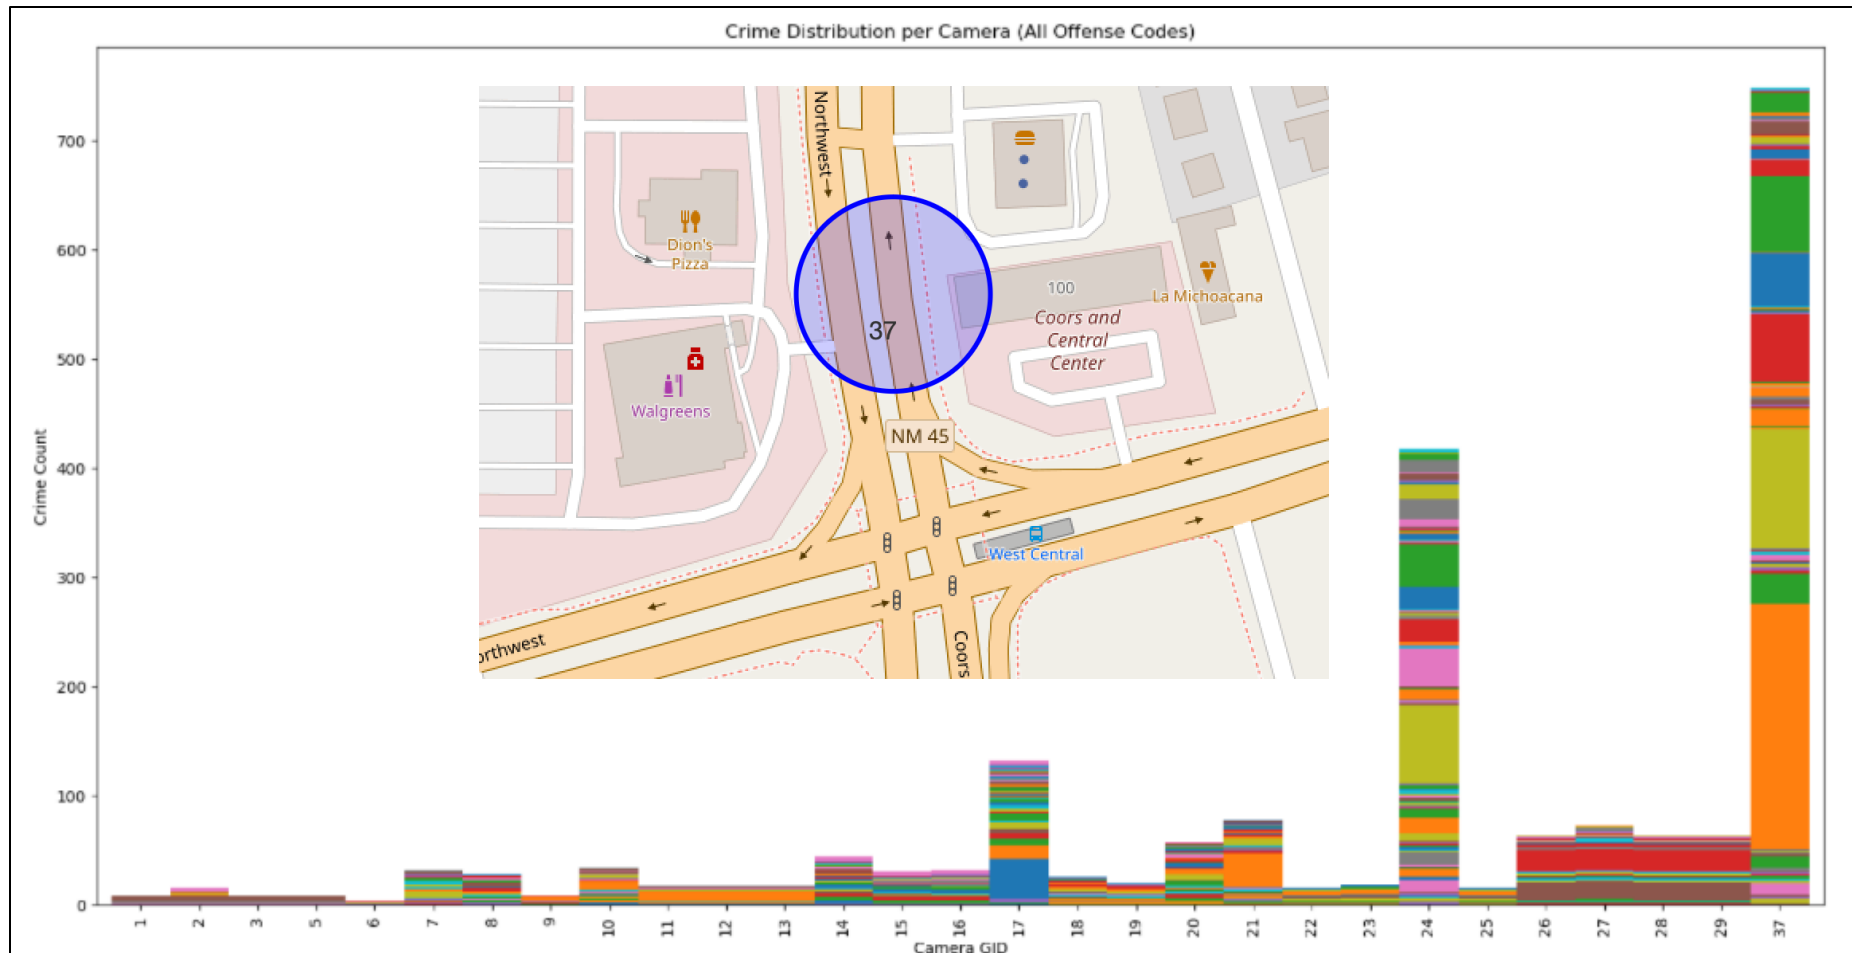 Crime Distribution per Camera (All Offense Codes)
Crime Count
700
600
500
400
300
200
100
0
Northwest
Dion's
Pizza
37
100
Coors and
Central
Center
La Michoacana
Walgreens
NM 45
West Central
orthwest
Coors
1 2 3 5 6 7 8 9 10 11 12 13 14 15 16 17 18 19 20 21 22 23 24 25 26 27 28 29 37
Camera GID